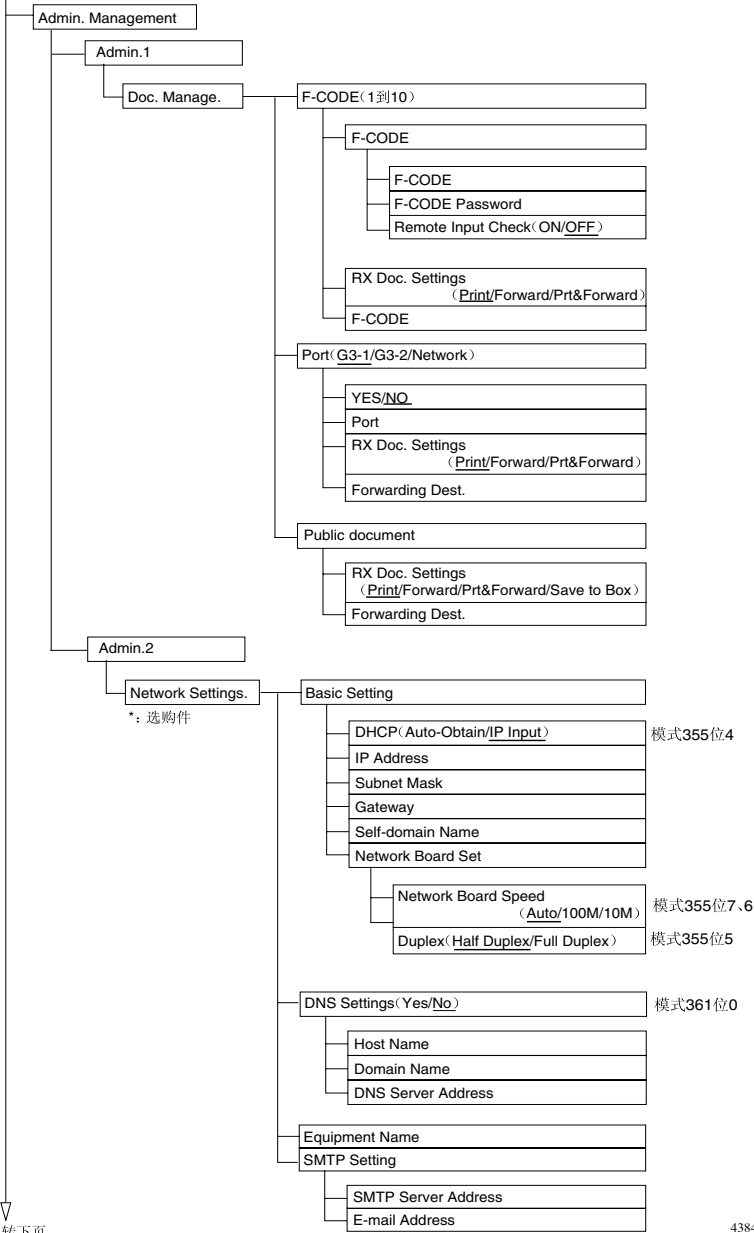 Admin. Management
Admin.1
Doc. Manage.
F-CODE（1到10）
F-CODE
F-CODE
F-CODE Password
Remote Input Check（ON/OFF）
RX Doc. Settings
（Print/Forward/Prt&Forward）
F-CODE
Port（G3-1/G3-2/Network）
YES/NO
Port
RX Doc. Settings
（Print/Forward/Prt&Forward）
Forwarding Dest.
Public document
RX Doc. Settings
（Print/Forward/Prt&Forward/Save to Box）
Forwarding Dest.
Admin.2
Network Settings.
*：选购件
Basic Setting
DHCP（Auto-Obtain/IP Input）
模式355位4
IP Address
Subnet Mask
Gateway
Self-domain Name
Network Board Set
Network Board Speed
（Auto/100M/10M）
模式355位7、6
Duplex（Half Duplex/Full Duplex）
模式355位5
DNS Settings（Yes/No）
模式361位0
Host Name
Domain Name
DNS Server Address
Equipment Name
SMTP Setting
SMTP Server Address
E-mail Address
转下页
4384